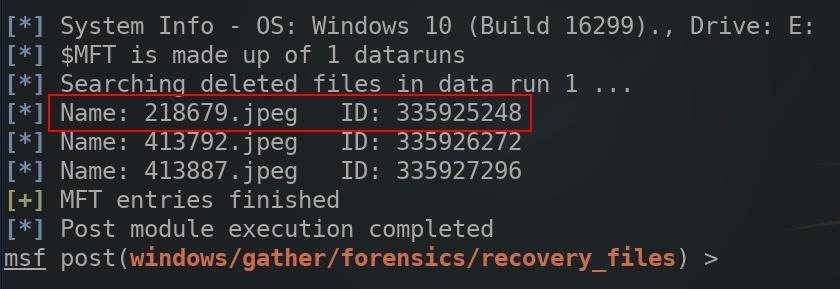 [*] System Info - OS: Windows 10 (Build 16299)., Drive: E:
[*] $MFT is made up of 1 dataruns
[*] Searching deleted files in data run 1 ...
[*] Name: 218679.jpeg   ID: 335925248
[*] Name: 413792.jpeg   ID: 335926272
[*] Name: 413887.jpeg   ID: 335927296
[+] MFT entries finished
[*] Post module execution completed
msf post(windows/gather/forensics/recovery_files) >